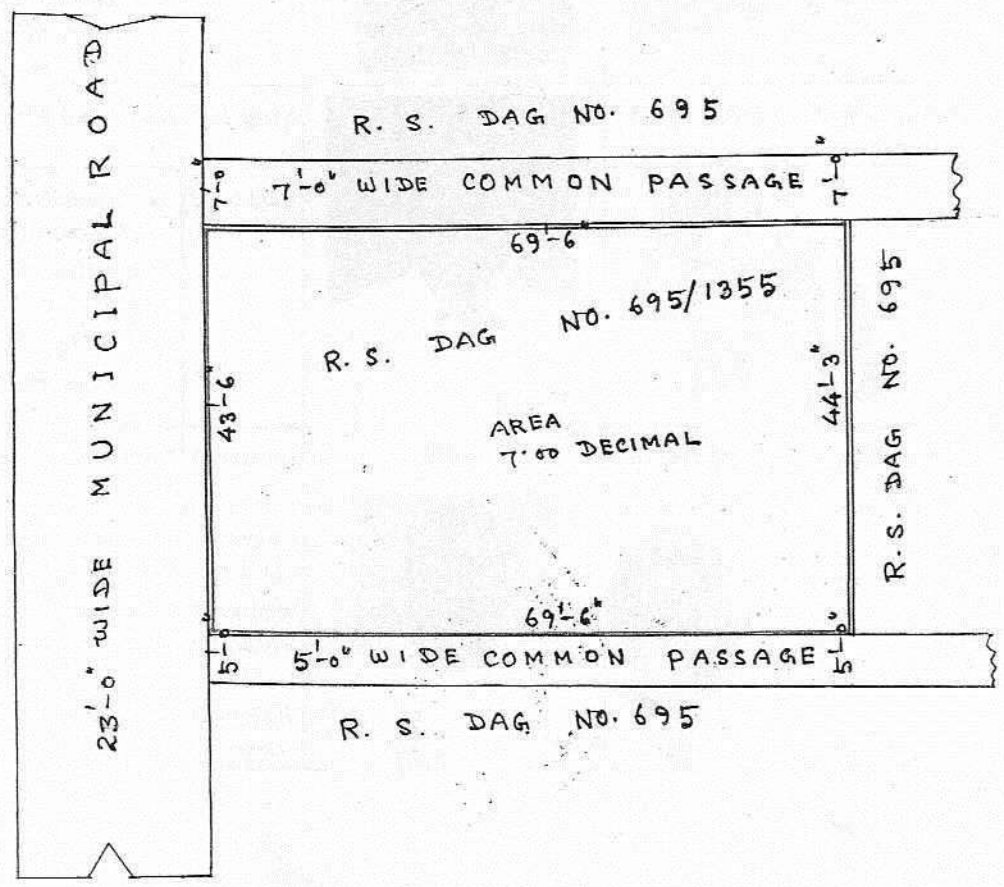 23'-0" WIDE MUNICIPAL ROAD
R. S. DAG NO. 695
7'-0"
7'-0" WIDE COMMON PASSAGE
7'-0"
69'-6"
R. S. DAG NO. 695/1355
43'-6"
44'-3"
R. S. DAG NO. 695
AREA
7.00 DECIMAL
69'-6"
5'-0"
5'-0" WIDE COMMON PASSAGE
5'-0"
R. S. DAG NO. 695